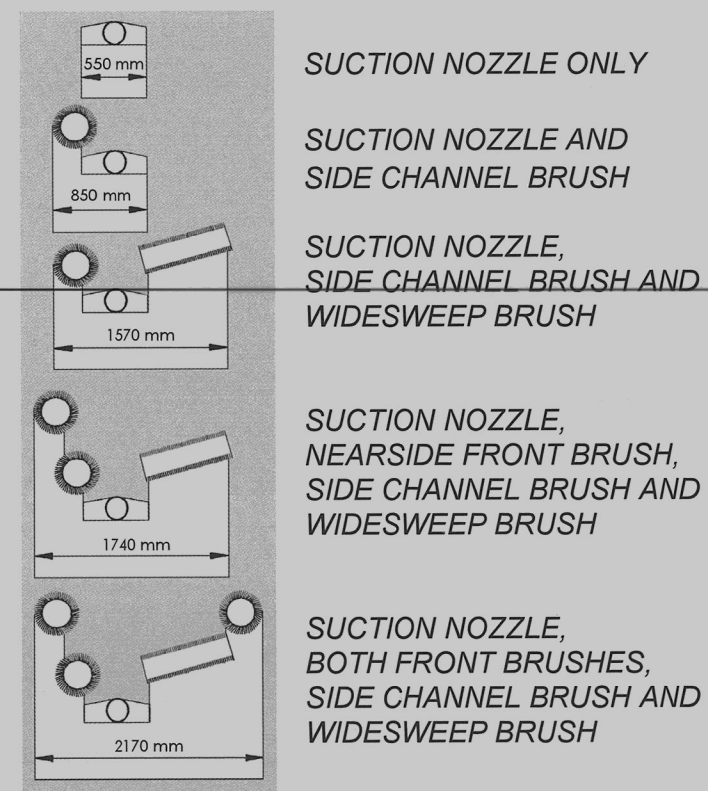 550 mm
SUCTION NOZZLE ONLY
850 mm
SUCTION NOZZLE AND
SIDE CHANNEL BRUSH
1570 mm
SUCTION NOZZLE,
SIDE CHANNEL BRUSH AND
WIDESWEEP BRUSH
1740 mm
SUCTION NOZZLE,
NEARSIDE FRONT BRUSH,
SIDE CHANNEL BRUSH AND
WIDESWEEP BRUSH
2170 mm
SUCTION NOZZLE,
BOTH FRONT BRUSHES,
SIDE CHANNEL BRUSH AND
WIDESWEEP BRUSH